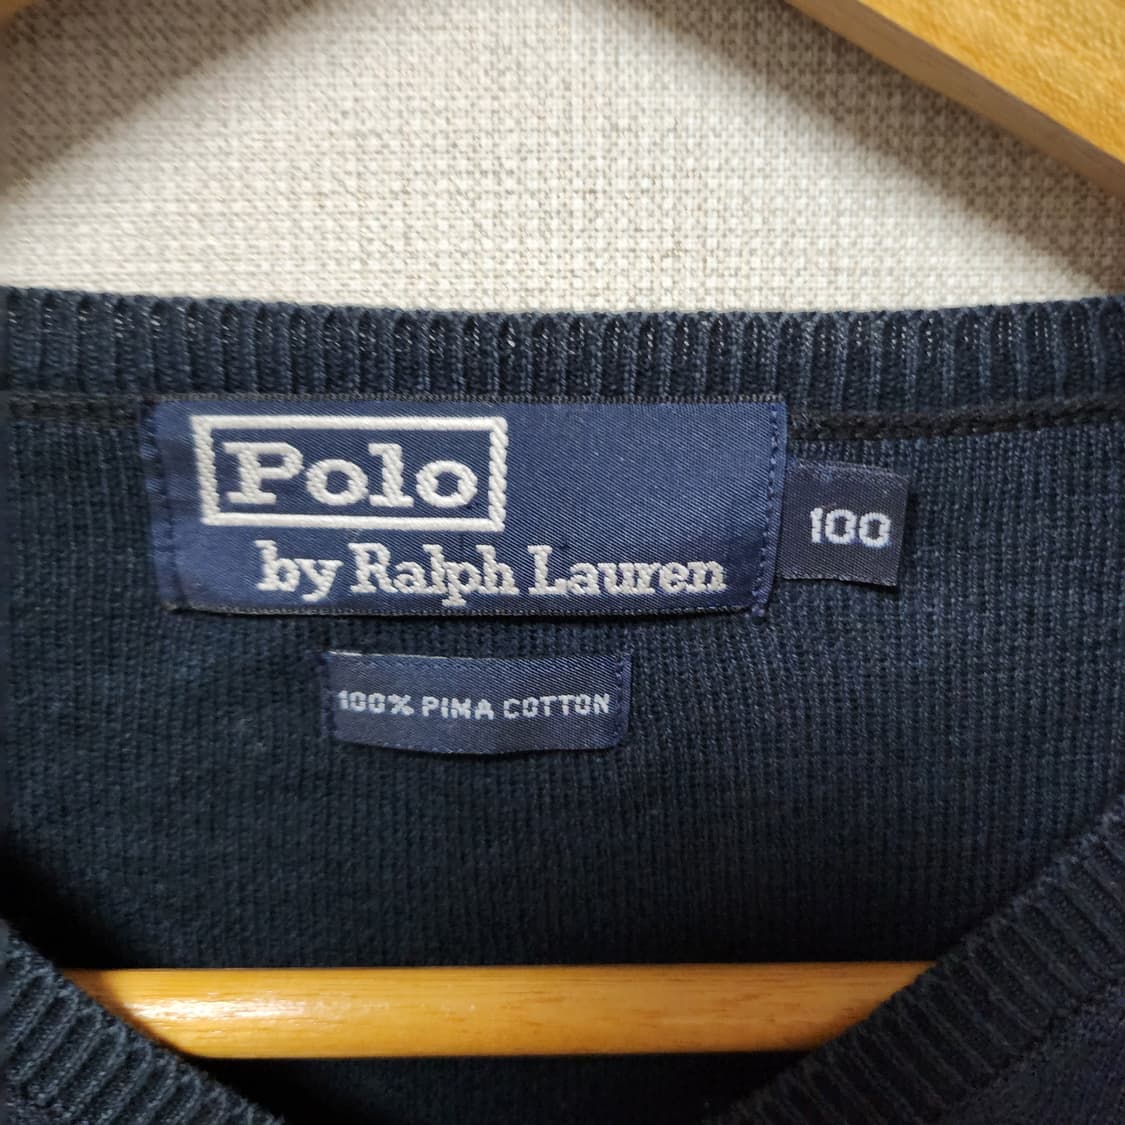 Polo
by Ralph Lauren
100
100% PIMA COTTON